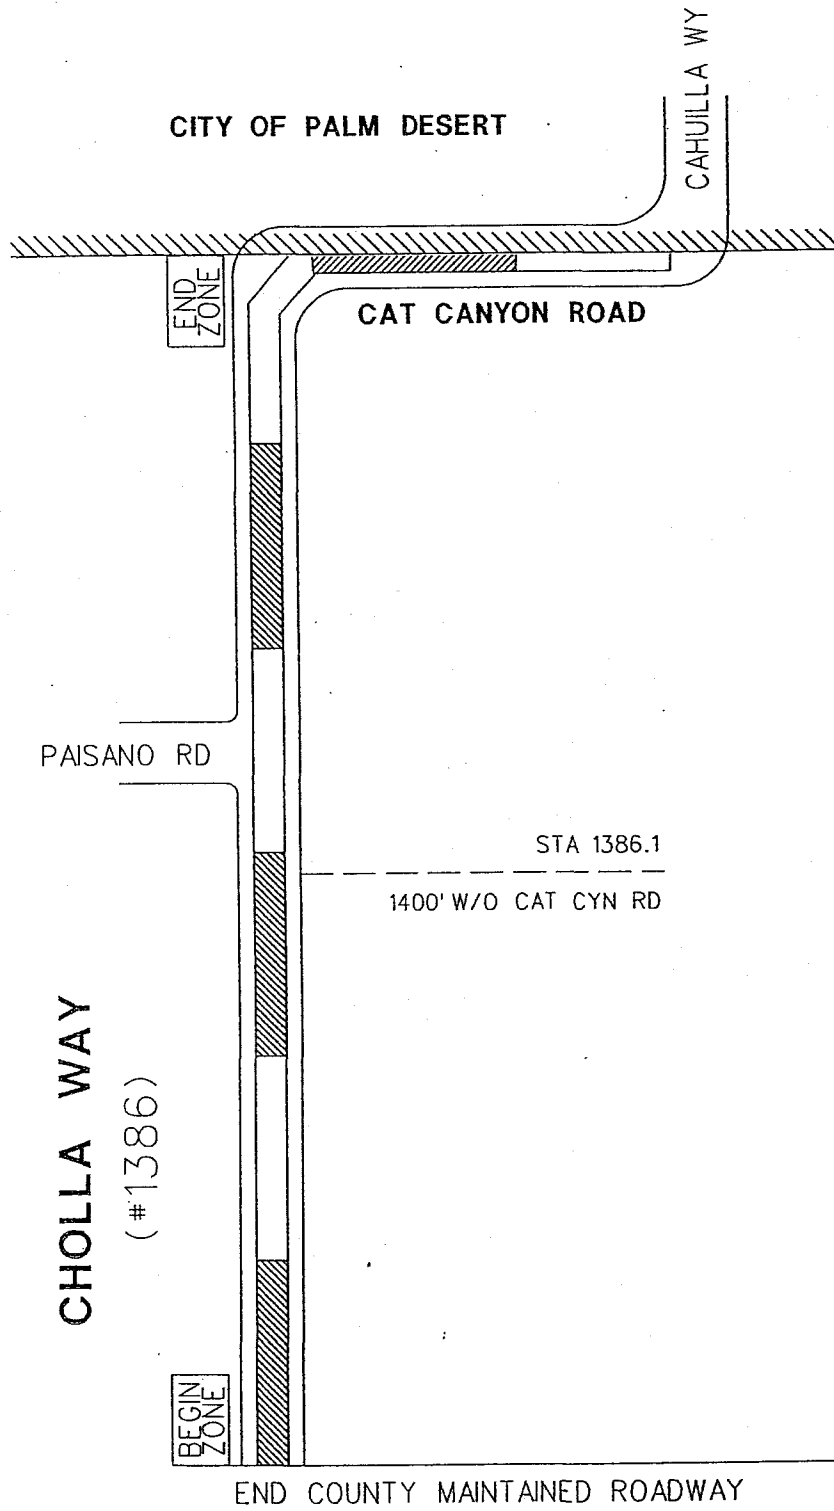 CAHUILLA WY
CITY OF PALM DESERT
END
ZONE
CAT CANYON ROAD
PAISANO RD
STA 1386.1
1400' W/O CAT CYN RD
CHOLLA WAY
(#1386)
BEGIN
ZONE
END COUNTY MAINTAINED ROADWAY